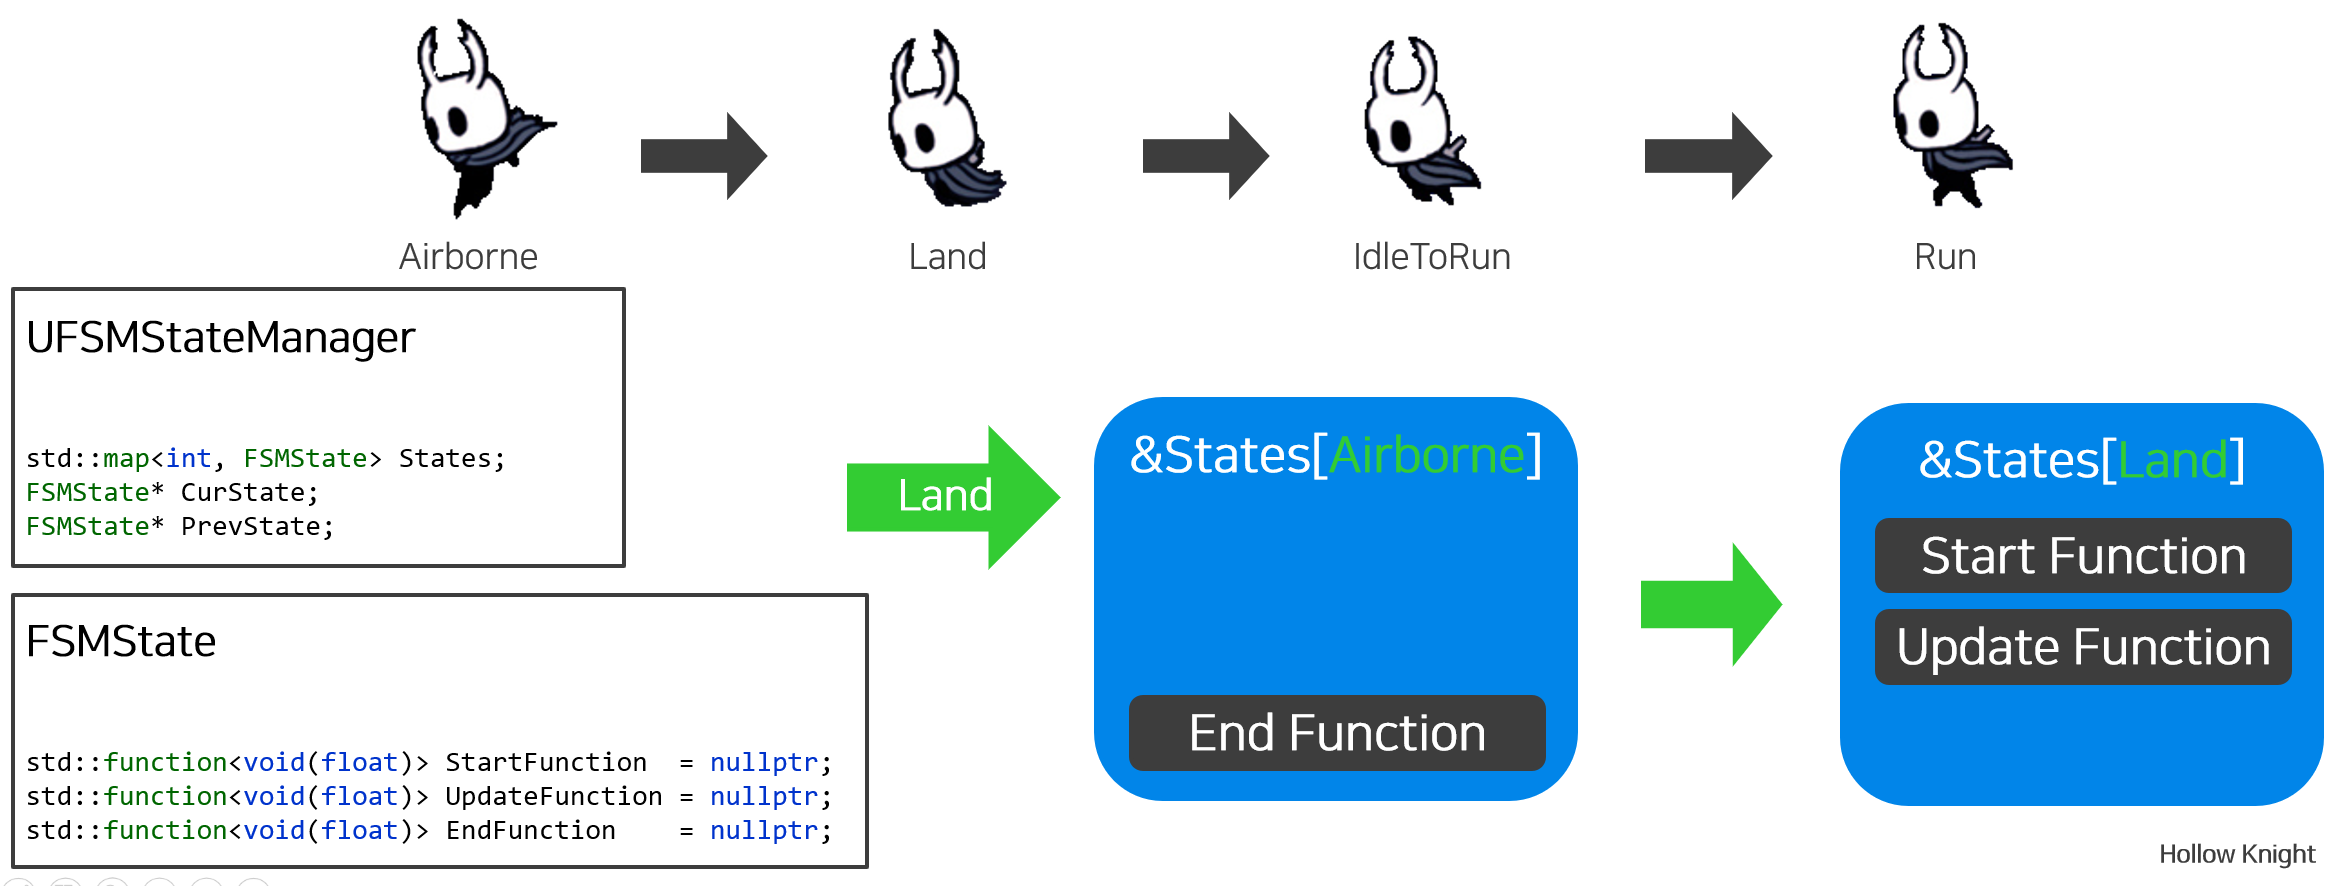 Airborne
Land
IdleToRun
Run
UFSMStateManager
std::map<int, FSMState> States;
FSMState* CurState;
FSMState* PrevState;
FSMState
std::function<void(float)> StartFunction  = nullptr;
std::function<void(float)> UpdateFunction = nullptr;
std::function<void(float)> EndFunction    = nullptr;
Land
&States[Airborne]
End Function
&States[Land]
Start Function
Update Function
Hollow Knight